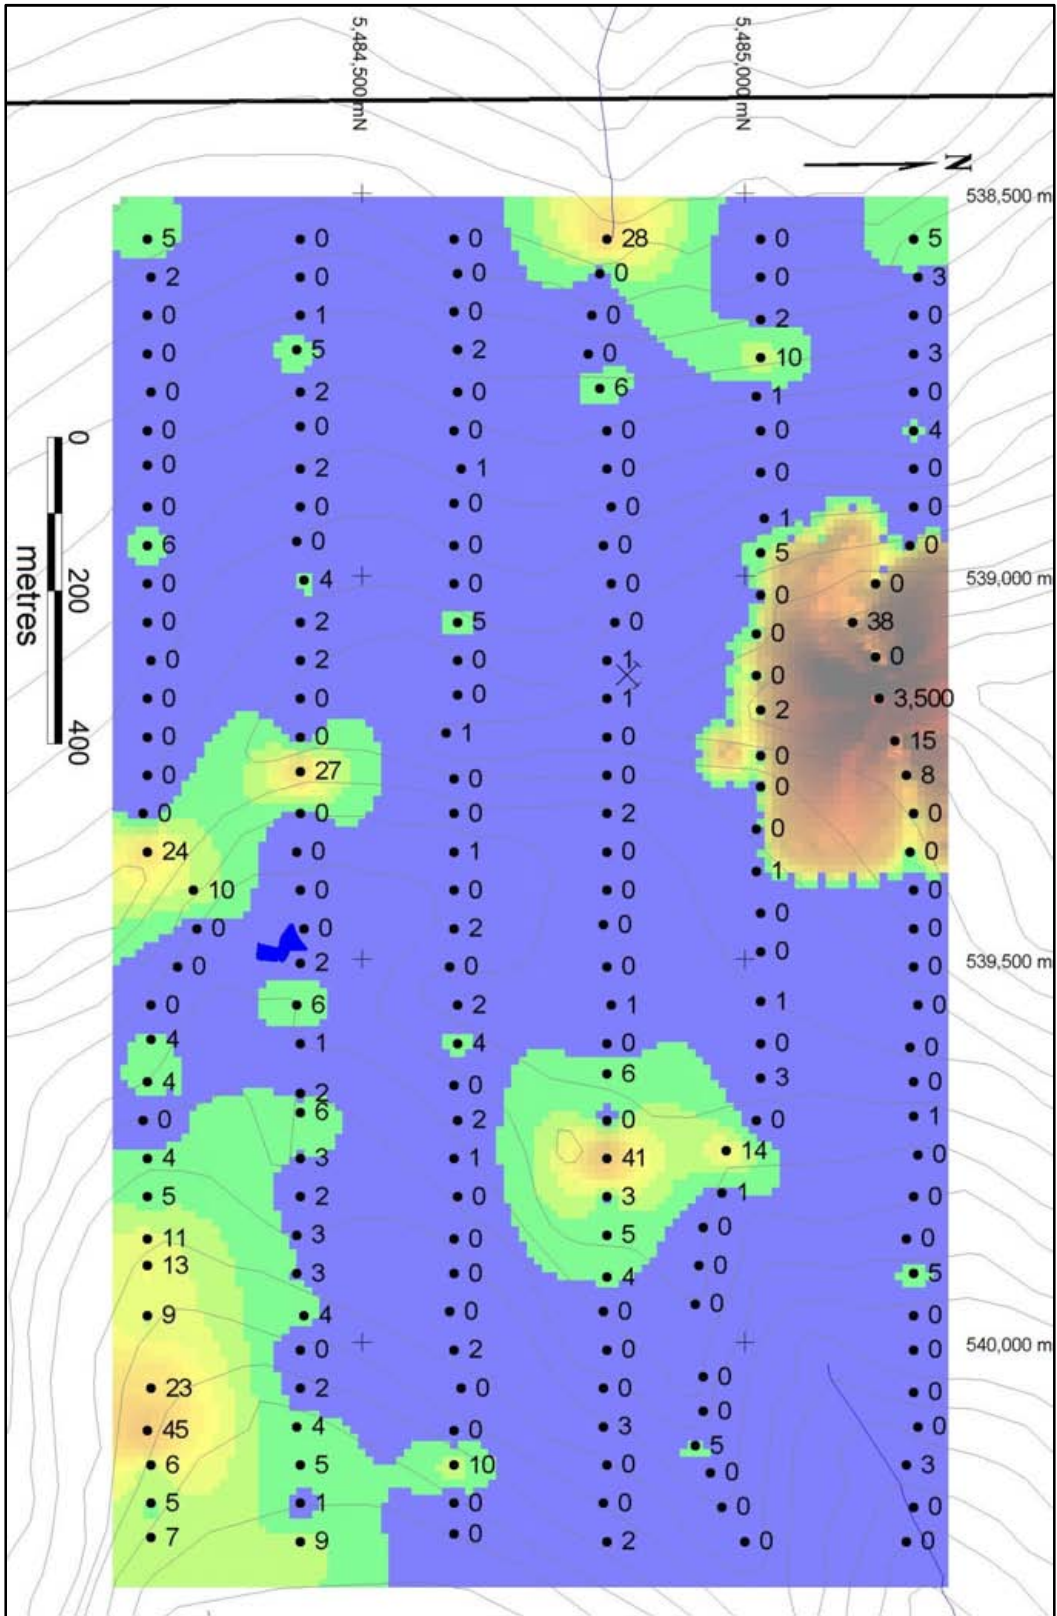 5,484,500 mN
5,485,000 mN
N
538,500 m
5 0 0 28 0 5
2 0 0 0 0 3
0 1 0 0 2 0
0 5 2 0 10 3
0 2 0 6 1 0
0 0 0 0 0 4
0 2 1 0 0 0
0 0 0 0 1 0
6 0 0 0 5 0
539,000 m
0 4 0 0 0 0
0 2 5 0 0 38
0 2 0 1 0 0
0 0 0 1 2 3,500
0 0 1 0 0 15
0 27 0 0 0 8
0 0 0 2 0 0
24 0 1 0 1 0
10 0 0 0 0 0
0 0 2 0 0 0
539,500 m
0 2 0 0 0
0 6 2 1 1 0
4 1 4 0 0 0
4 2 0 6 3 0
0 6 2 0 0 1
4 3 1 41 14 0
5 2 0 3 1 0
11 3 0 5 0 0
13 3 0 4 0 5
9 4 0 0 0 0
540,000 m
0 2 0 0
23 2 0 0 0 0
45 4 0 3 0
5
6 5 10 0 0 3
5 1 0 0 0 0
7 9 0 2 0 0
0 200 400
metres